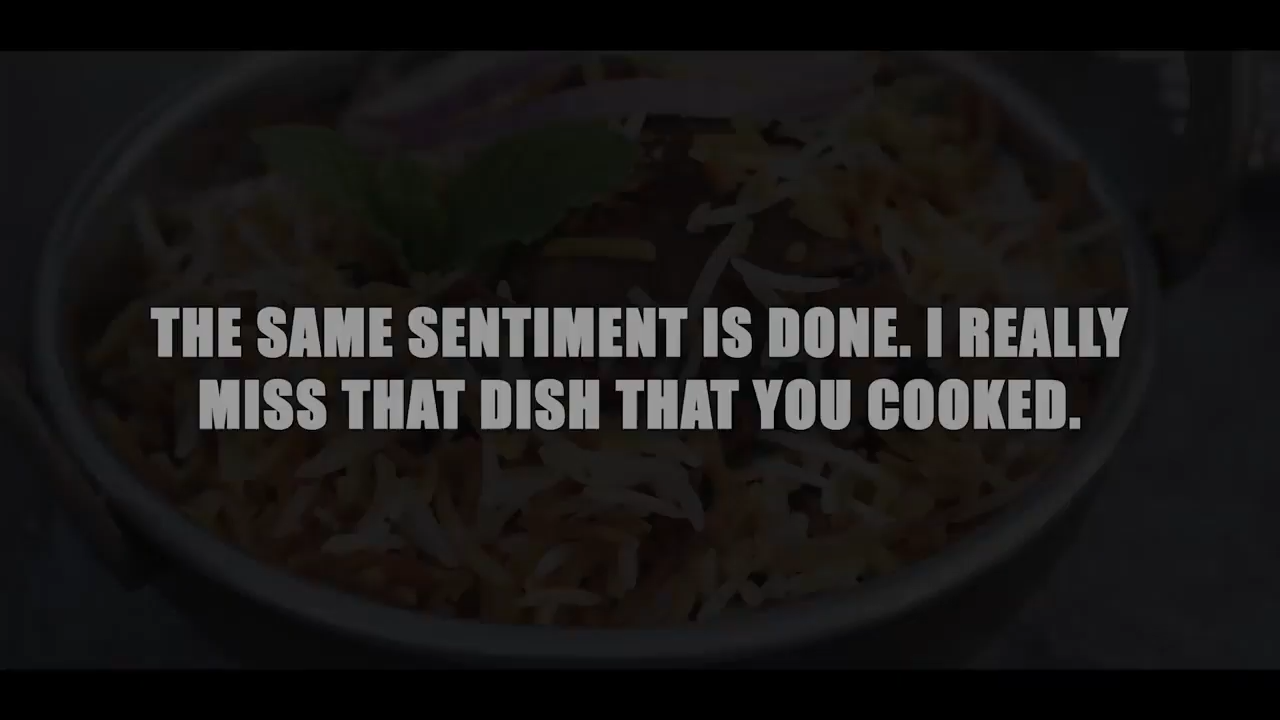 THE SAME SENTIMENT IS DONE. I REALLY
MISS THAT DISH THAT YOU COOKED.